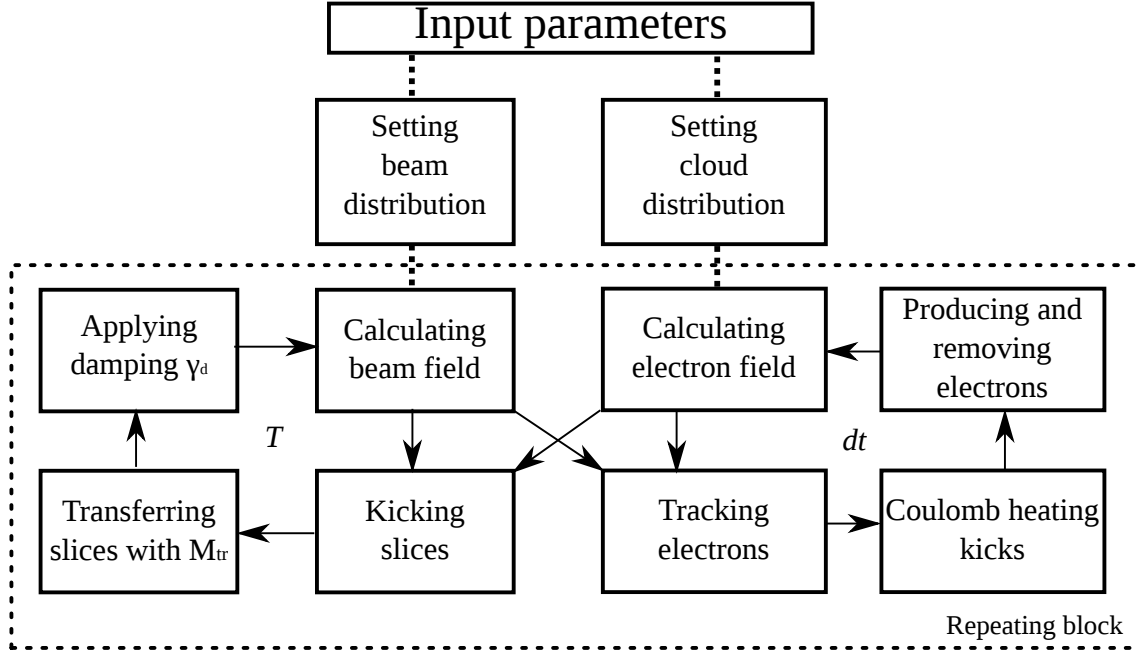 Input parameters
Setting
beam
distribution
Setting
cloud
distribution
Applying
damping γd
Calculating
beam field
Calculating
electron field
Producing and
removing
electrons
T
dt
Transferring
slices with Mtr
Kicking
slices
Tracking
electrons
Coulomb heating
kicks
Repeating block